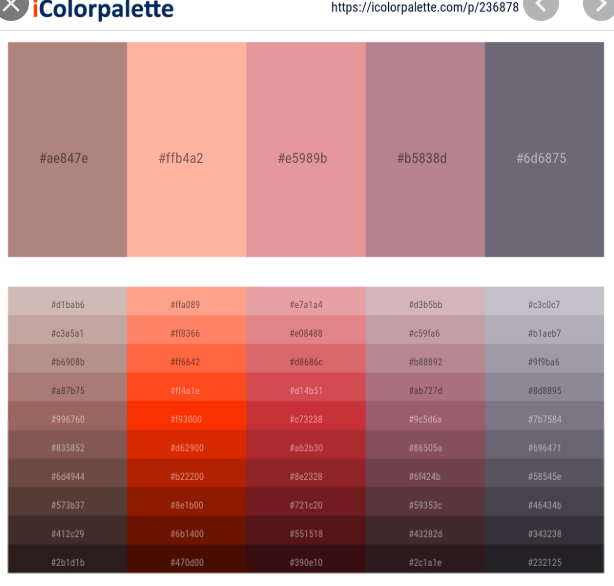 iColorpalette
https://icolorpalette.com/p/236878
#ae847e #ffb4a2 #e5989b #b5838d #6d6875
#d1bab6 #ffa089 #e7a1a4 #d3b5bb #c3c0c7
#c3a5a1 #ff8366 #e08488 #c59fa6 #b1aeb7
#b6908b #ff6642 #d8686c #b88892 #9f9ba6
#a87b75 #ff4a1e #d14b51 #ab727d #8d8895
#996760 #f93000 #c73238 #9c5d6a #7b7584
#835852 #d62900 #ab2b30 #86505a #696471
#6d4944 #b22200 #8e2328 #6f424b #58545e
#573b37 #8e1b00 #721c20 #59353c #46434b
#412c29 #6b1400 #551518 #43282d #343238
#2b1d1b #470d00 #390e10 #2c1a1e #232125